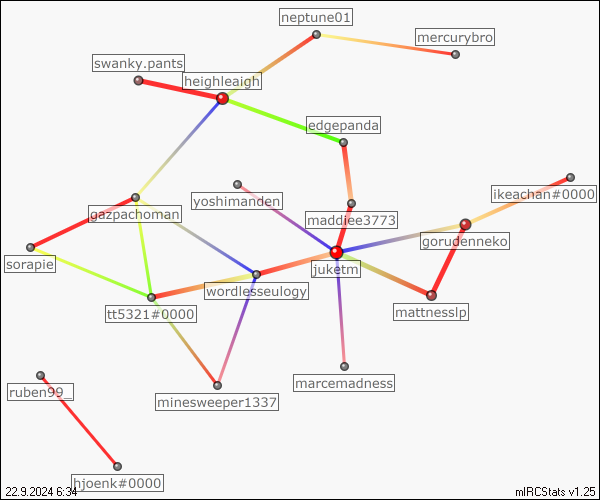 neptune01
mercurybro
swanky.pants
heighleaigh
edgepanda
ikeachan#0000
yoshimanden
gazpachoman
maddiee3773
gorudenneko
sorapie
juketm
wordlesseulogy
tt5321#0000
mattnesslp
marcemadness
ruben99_
minesweeper1337
hjoenk#0000
22.9.2024 6:34
mIRCStats v1.25